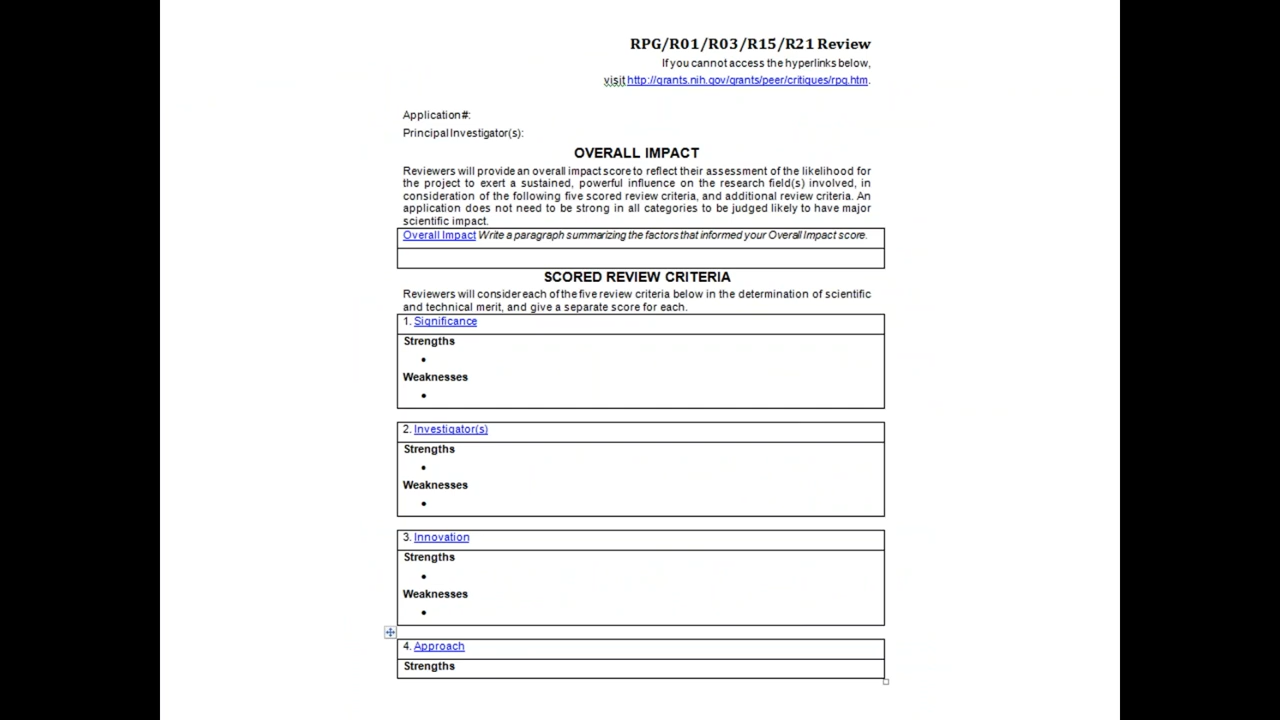 RPG/R01/R03/R15/R21 Review
If you cannot access the hyperlinks below,
visit http://grants.nih.gov/grants/peer/critiques/rpg.htm.
Application#:
Principal Investigator(s):
OVERALL IMPACT
Reviewers will provide an overall impact score to reflect their assessment of the likelihood for
the project to exert a sustained, powerful influence on the research field(s) involved, in
consideration of the following five scored review criteria, and additional review criteria. An
application does not need to be strong in all categories to be judged likely to have major
scientific impact.
Overall Impact Write a paragraph summarizing the factors that informed your Overall Impact score.
SCORED REVIEW CRITERIA
Reviewers will consider each of the five review criteria below in the determination of scientific
and technical merit, and give a separate score for each.
1. Significance
Strengths
•
Weaknesses
•
2. Investigator(s)
Strengths
•
Weaknesses
•
3. Innovation
Strengths
•
Weaknesses
•
4. Approach
Strengths